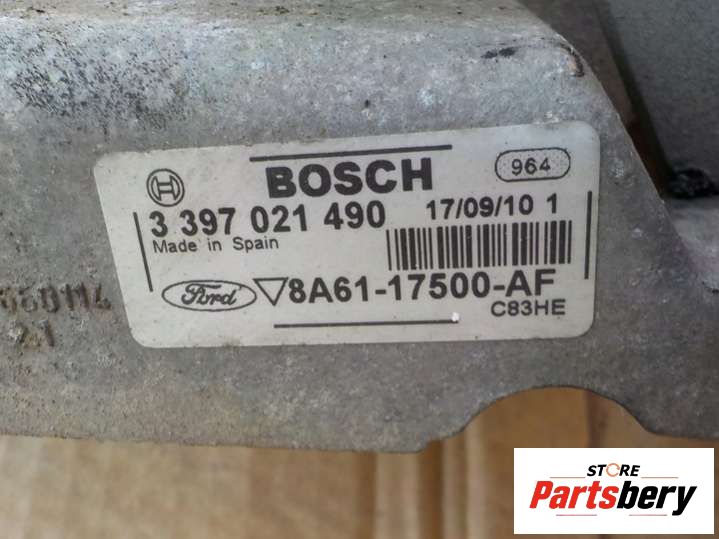 BOSCH
964
3 397 021 490
17/09/10 1
Made in Spain
Ford
8A61-17500-AF
C83HE
21
STORE
Partsbery